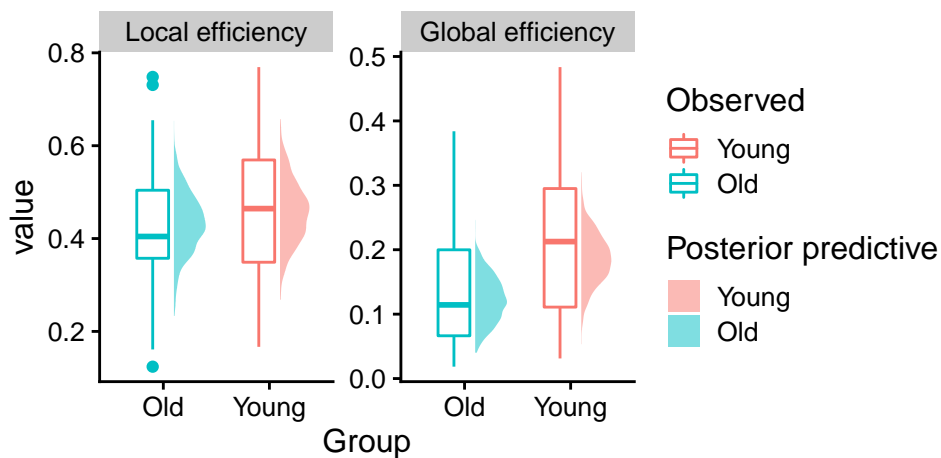 Local efficiency
Global efficiency
value
0.8
0.6
0.4
0.2
0.5
0.4
0.3
0.2
0.1
0.0
Old
Young
Old
Young
Group
Observed
Young
Old
Posterior predictive
Young
Old